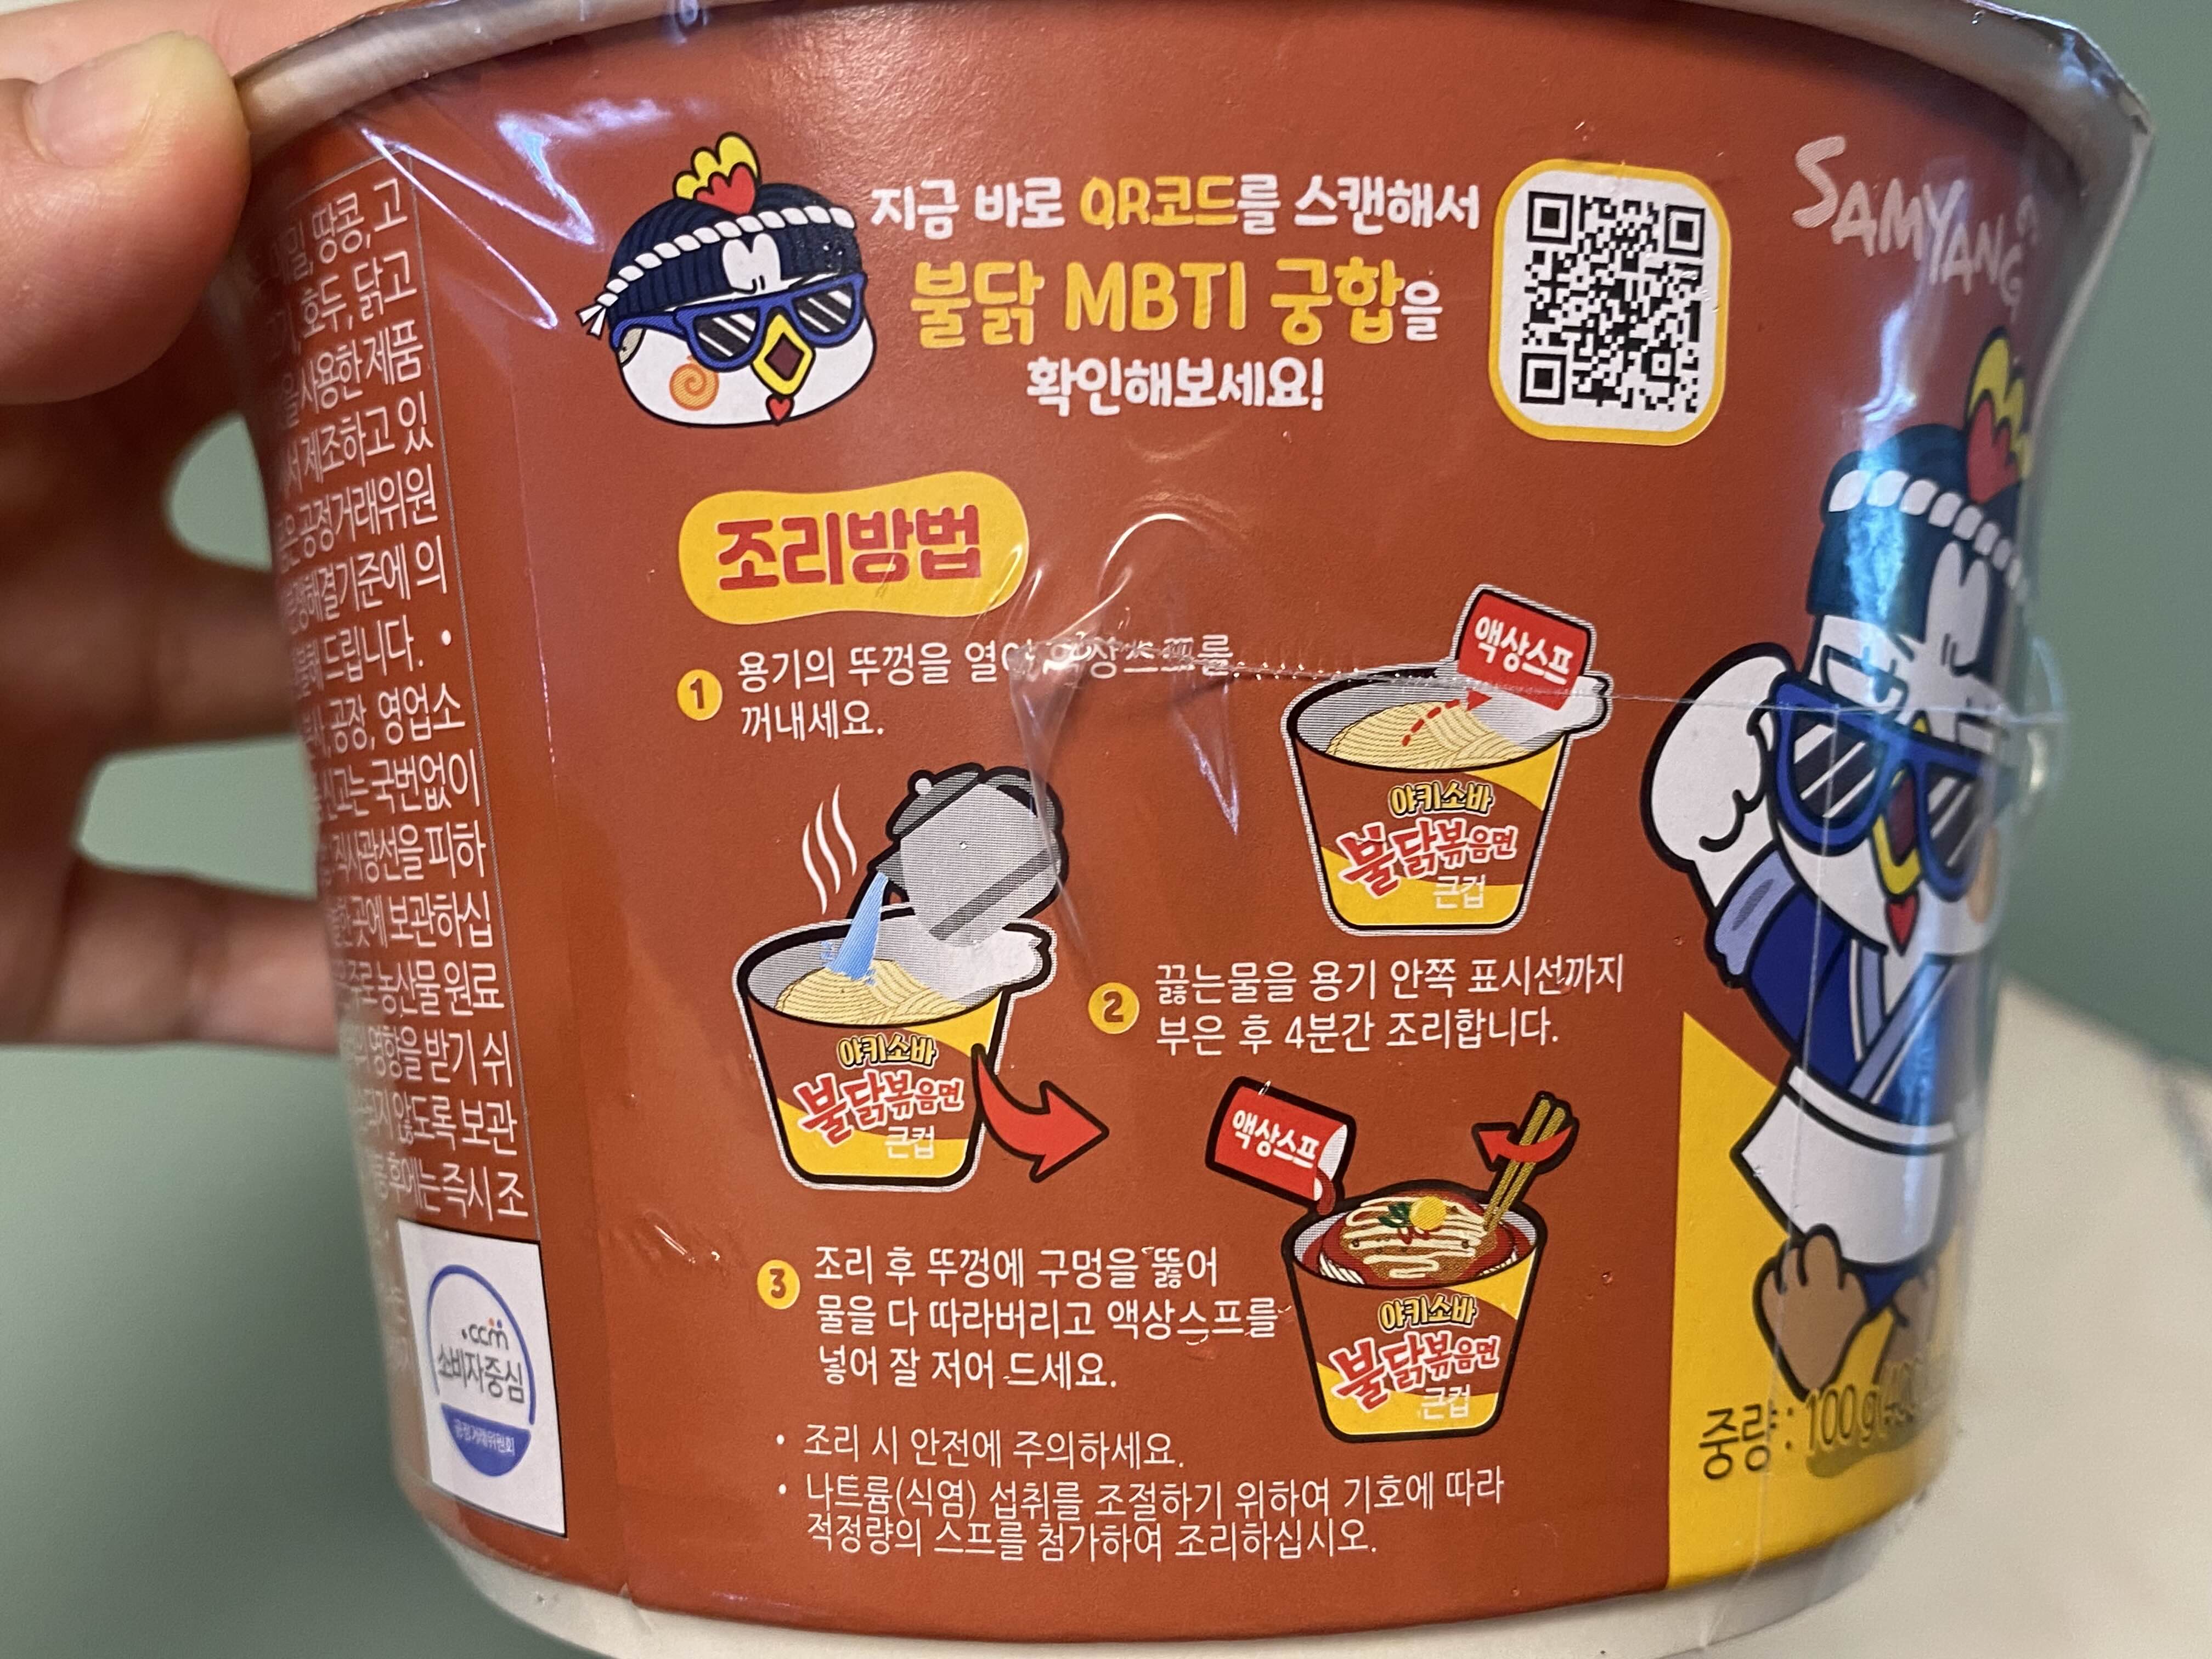 지금 바로 QR코드를 스캔해서
불닭 MBTI 궁합을
확인해보세요!
SAMYANG
조리방법
1 용기의 뚜껑을 열어 액상스프를
꺼내세요.
액상스프
야키소바
불닭볶음면
큰컵
2 끓는물을 용기 안쪽 표시선까지
부은 후 4분간 조리합니다.
야키소바
불닭볶음면
큰컵
3 조리 후 뚜껑에 구멍을 뚫어
물을 다 따라버리고 액상스프를
넣어 잘 저어 드세요.
액상스프
야키소바
불닭볶음면
큰컵
• 조리 시 안전에 주의하세요.
• 나트륨(식염) 섭취를 조절하기 위하여 기호에 따라
적정량의 스프를 첨가하여 조리하십시오.
중량 : 100 g
땅콩, 고
호두, 닭고
사용한 제품
제조하고 있
공정거래위원
해결기준에 의
드립니다. •
공장, 영업소
국번없이
직사광선을 피하
보관하십
농산물 원료
영향을 받기 쉬
않도록 보관
후에는 즉시 조
ccm
소비자중심
공정거래위원회